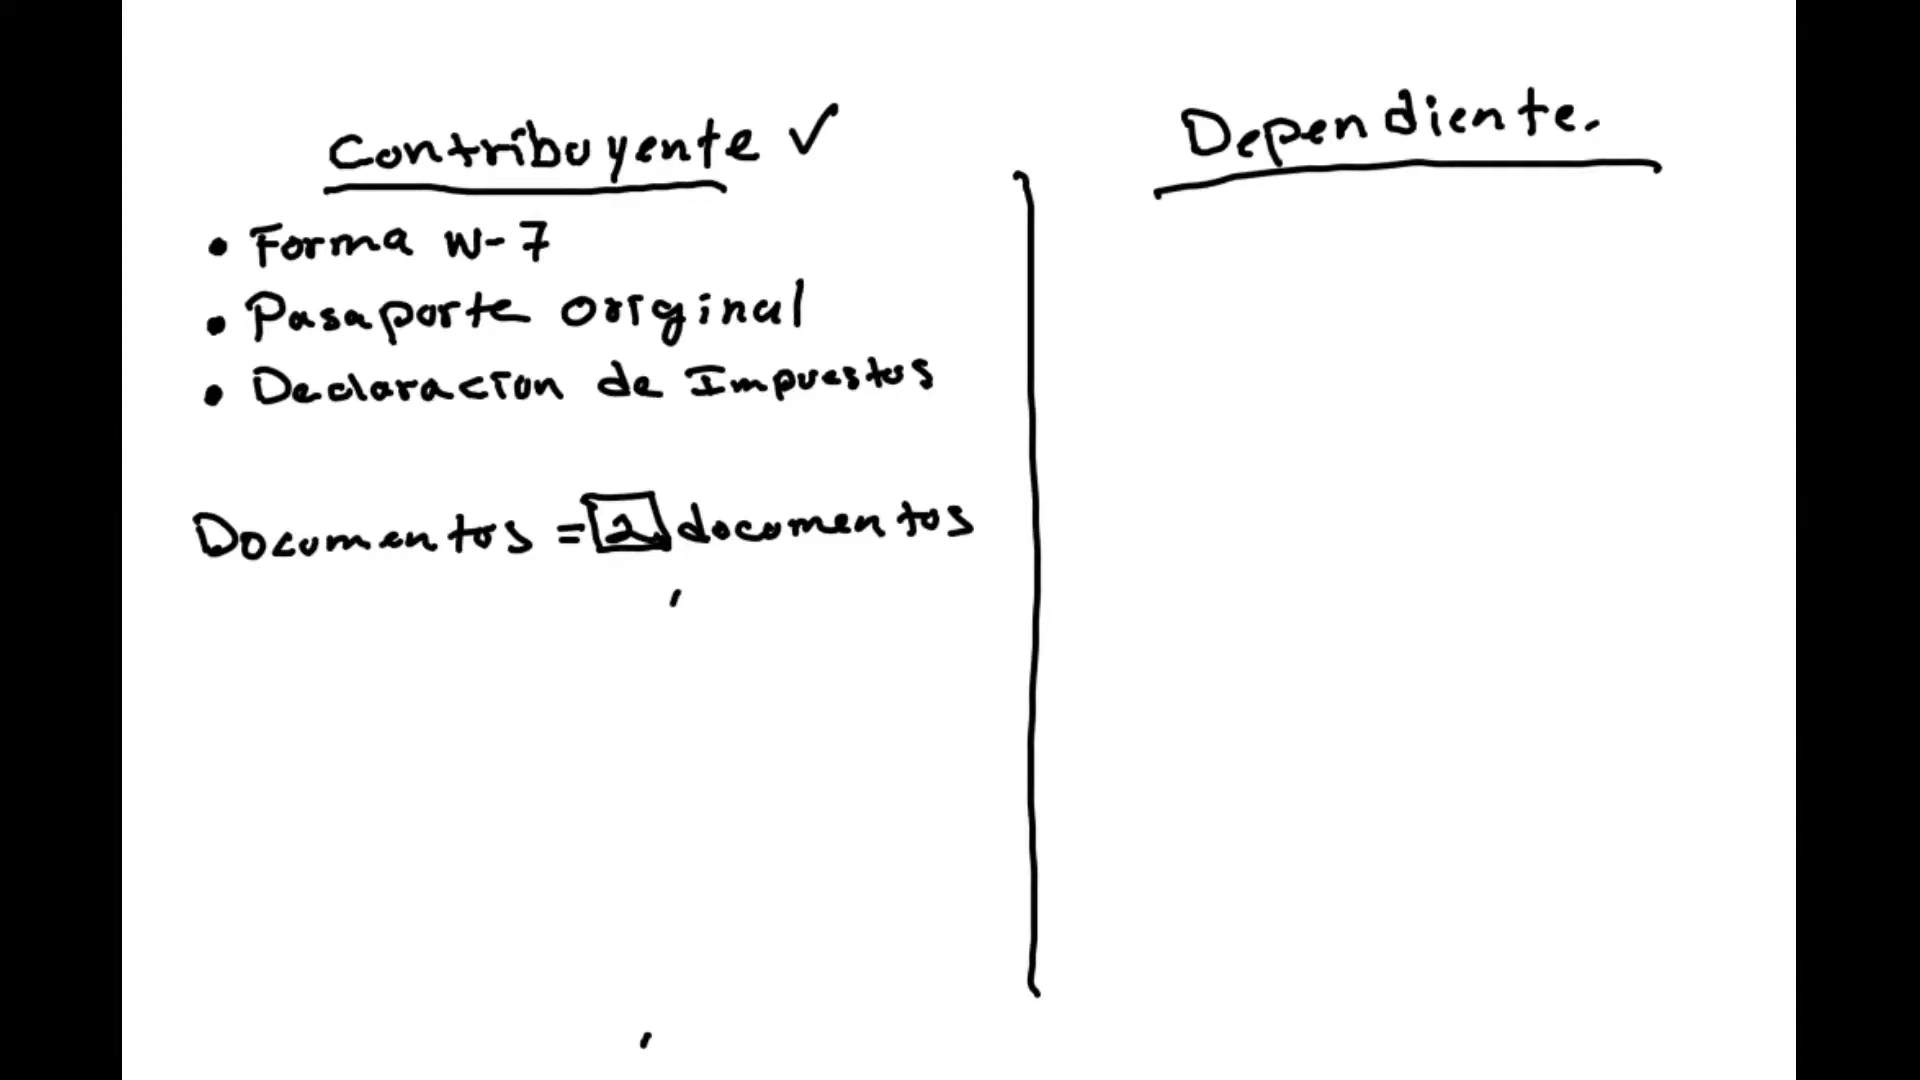 Contribuyente ✓
• Forma W-7
• Pasaporte original
• Declaracion de Impuestos
Documentos = 2 documentos
Dependiente.